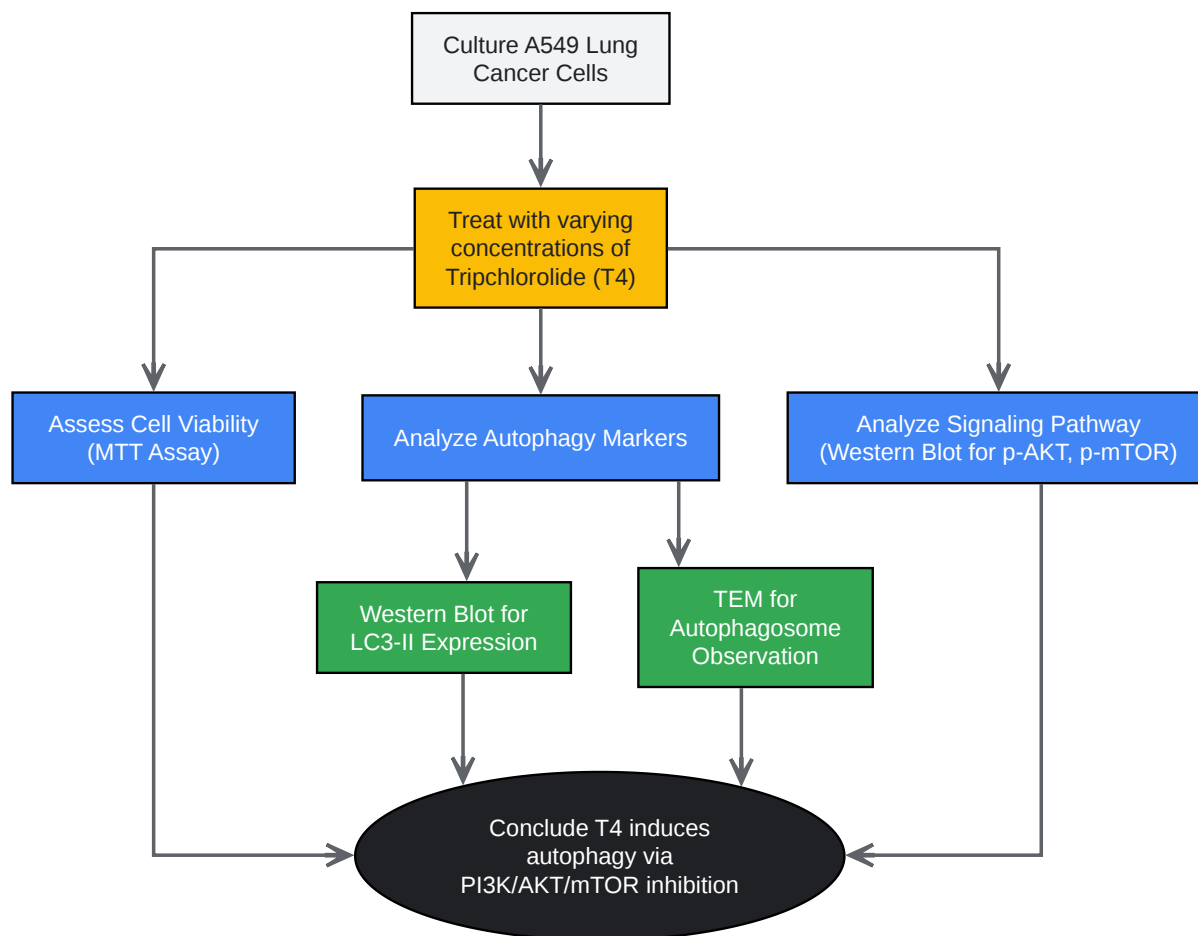 Culture A549 Lung
Cancer Cells
Treat with varying
concentrations of
Tripchlorolide (T4)
Assess Cell Viability
(MTT Assay)
Analyze Autophagy Markers
Analyze Signaling Pathway
(Western Blot for p-AKT, p-mTOR)
Western Blot for
LC3-II Expression
TEM for
Autophagosome
Observation
Conclude T4 induces
autophagy via
PI3K/AKT/mTOR inhibition